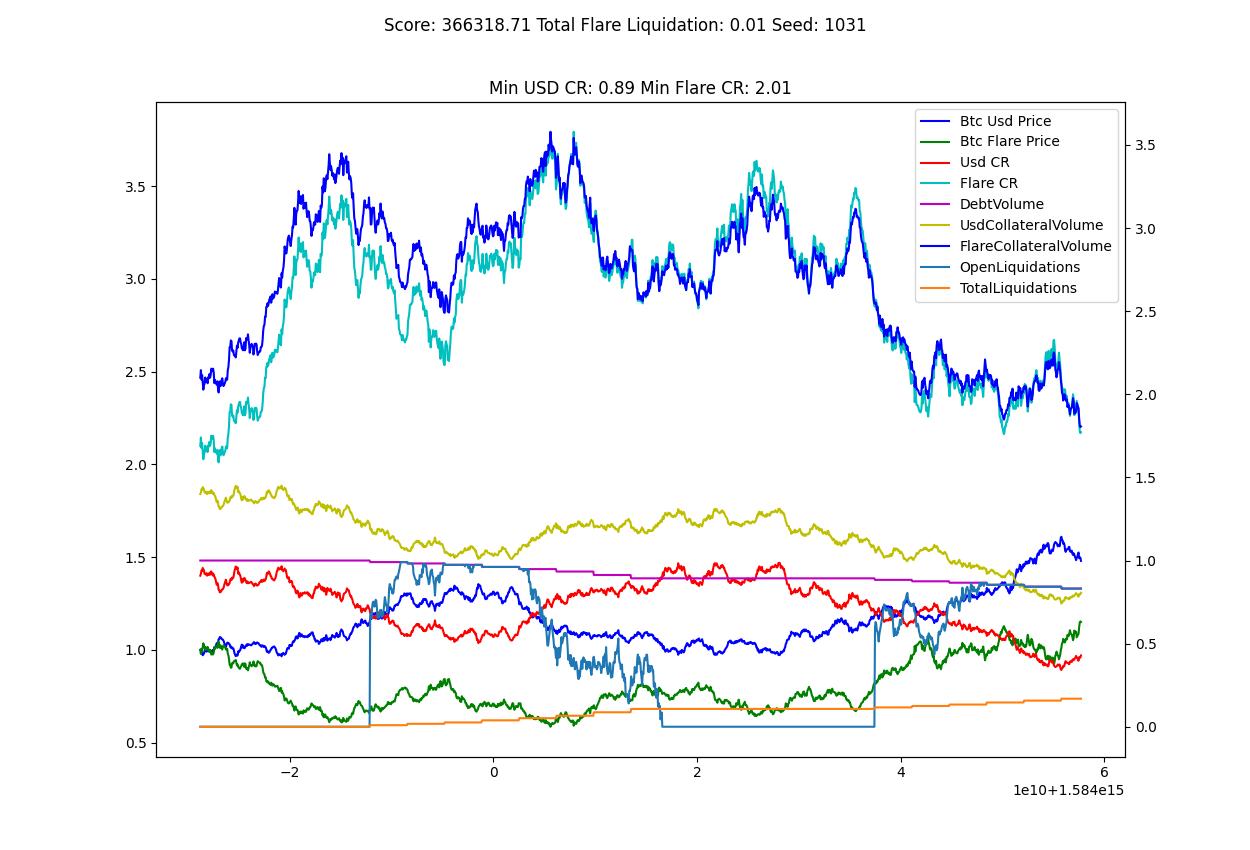 Score: 366318.71 Total Flare Liquidation: 0.01 Seed: 1031
Min USD CR: 0.89 Min Flare CR: 2.01
Btc Usd Price
Btc Flare Price
Usd CR
Flare CR
DebtVolume
UsdCollateralVolume
FlareCollateralVolume
OpenLiquidations
TotalLiquidations
3.5
3.0
2.5
2.0
1.5
1.0
0.5
3.5
3.0
2.5
2.0
1.5
1.0
0.5
0.0
−2 0 2 4 6
1e10+1.584e15